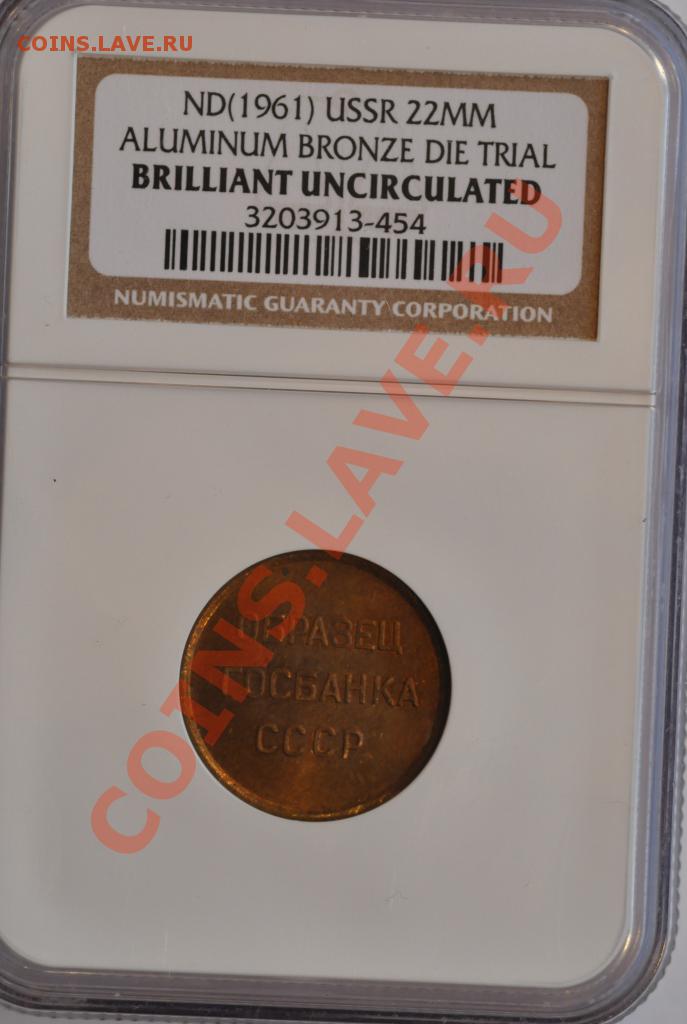 COINS.LAVE.RU
ND(1961) USSR 22MM
ALUMINUM BRONZE DIE TRIAL
BRILLIANT UNCIRCULATED
3203913-454
NUMISMATIC GUARANTY CORPORATION
COINS.LAVE.RU
ОБРАЗЕЦ
ГОСБАНКА
СССР